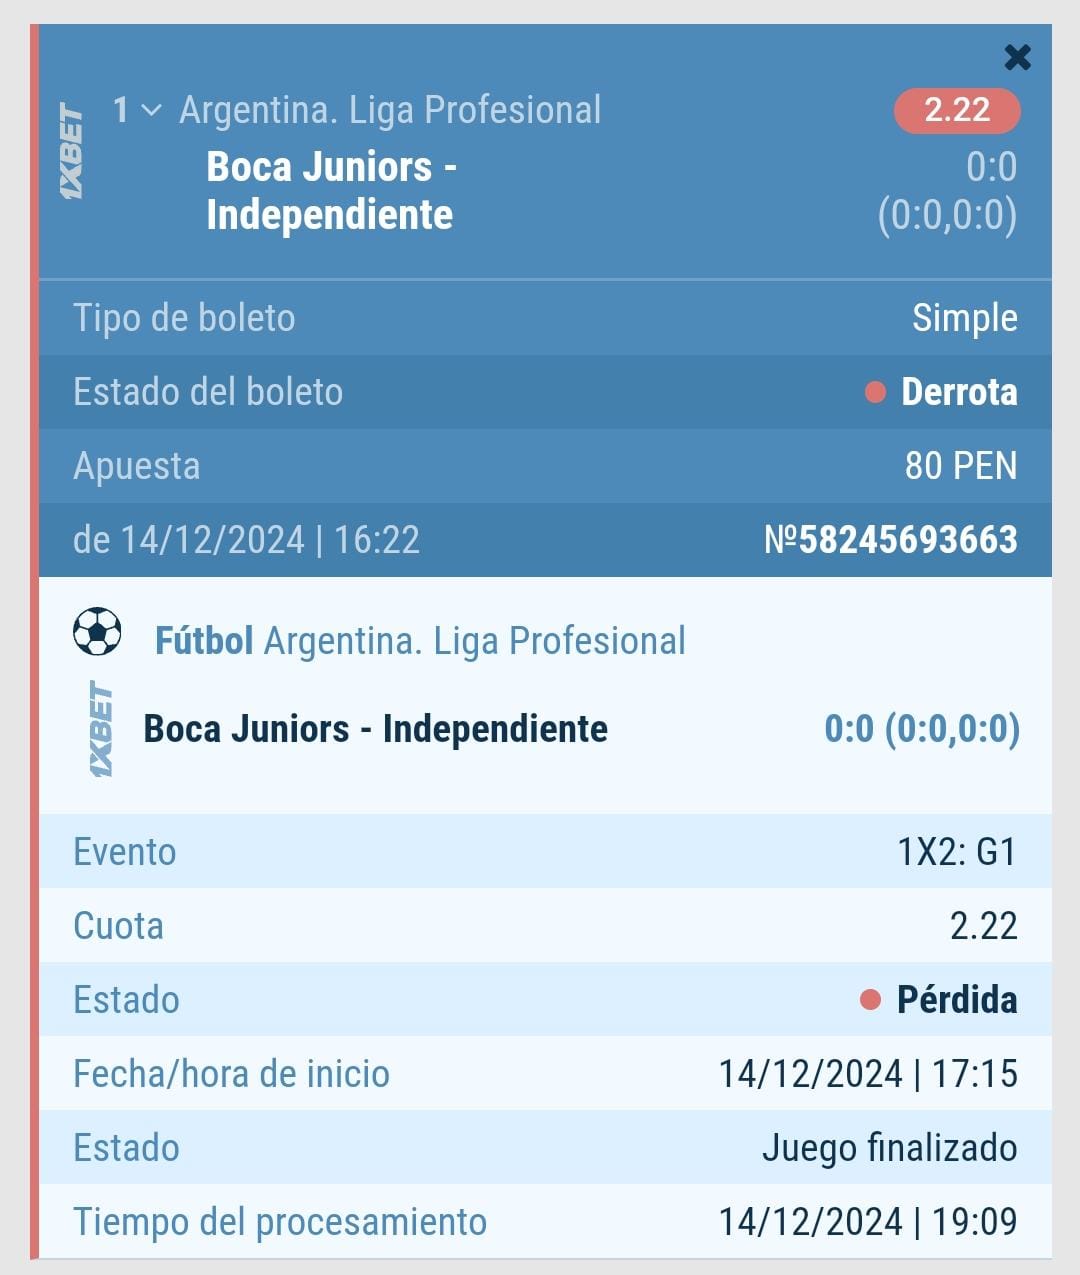 1XBET
1 Argentina. Liga Profesional 2.22
Boca Juniors - 0:0
Independiente (0:0,0:0)
Tipo de boleto Simple
Estado del boleto Derrota
Apuesta 80 PEN
de 14/12/2024 | 16:22 №58245693663
Fútbol Argentina. Liga Profesional
1XBET
Boca Juniors - Independiente 0:0 (0:0,0:0)
Evento 1X2: G1
Cuota 2.22
Estado Pérdida
Fecha/hora de inicio 14/12/2024 | 17:15
Estado Juego finalizado
Tiempo del procesamiento 14/12/2024 | 19:09